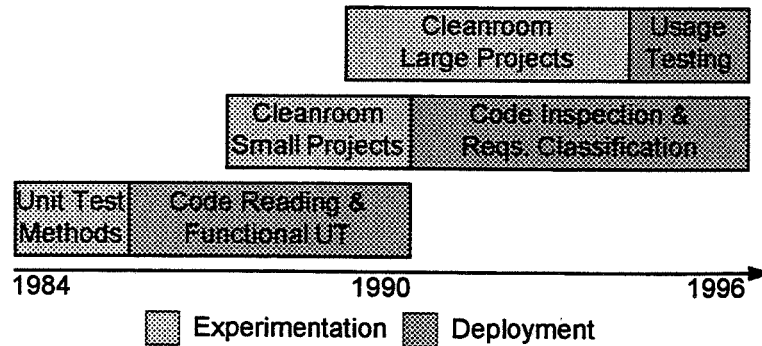 Cleanroom
Large Projects
Usage
Testing
Cleanroom
Small Projects
Code Inspection &
Reqs. Classification
Unit Test
Methods
Code Reading &
Functional UT
1984
1990
1996
Experimentation
Deployment